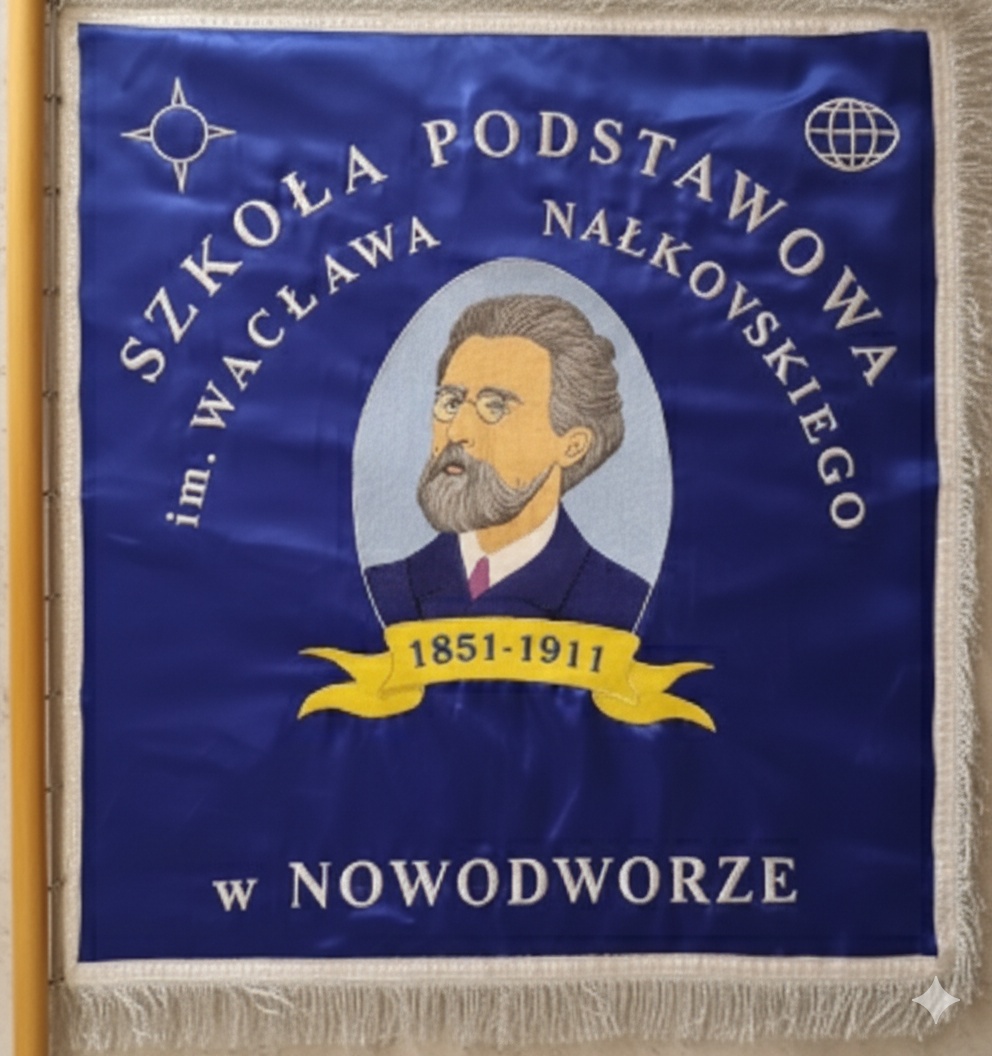 SZKOŁA PODSTAWOWA
im. WACŁAWA NAŁKOVSKIEGO
1851-1911
w NOWODWORZE